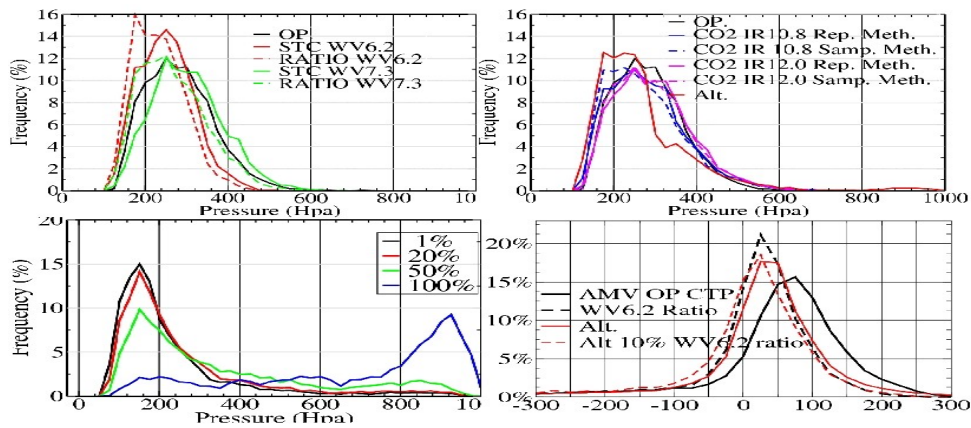 16
14
12
10
8
6
4
2
0
Frequency (%)
OP
STC WV6.2
RATIO WV6.2
STC WV7.3
RATIO WV7.3
0 200 400 600 800 10
Pressure (Hpa)
16
14
12
10
8
6
4
2
0
Frequency (%)
OP.
CO2 IR10.8 Rep. Meth.
CO2 IR 10.8 Samp. Meth.
CO2 IR12.0 Rep. Meth.
CO2 IR12.0 Samp. Meth.
Alt.
0 200 400 600 800 1000
Pressure (Hpa)
20
15
10
5
0
Frequency (%)
1%
20%
50%
100%
0 200 400 600 800 10
Pressure (Hpa)
20%
15%
10%
5%
0%
AMV OP CTP
WV6.2 Ratio
Alt.
Alt 10% WV6.2 ratio
-300 -200 -100 0 100 200 300